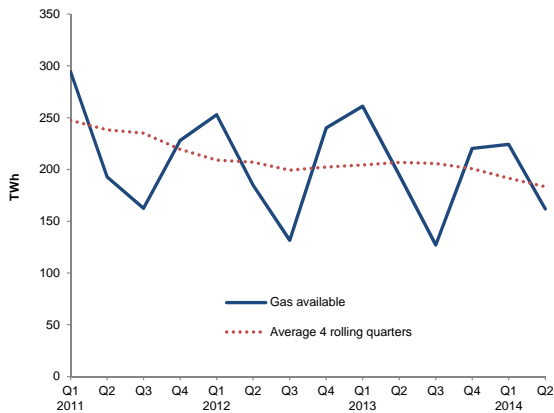 350
300
250
200
150
100
50
0
TWh
Gas available
Average 4 rolling quarters
Q1 Q2 Q3 Q4 Q1 Q2 Q3 Q4 Q1 Q2 Q3 Q4 Q1 Q2
2011 2012 2013 2014